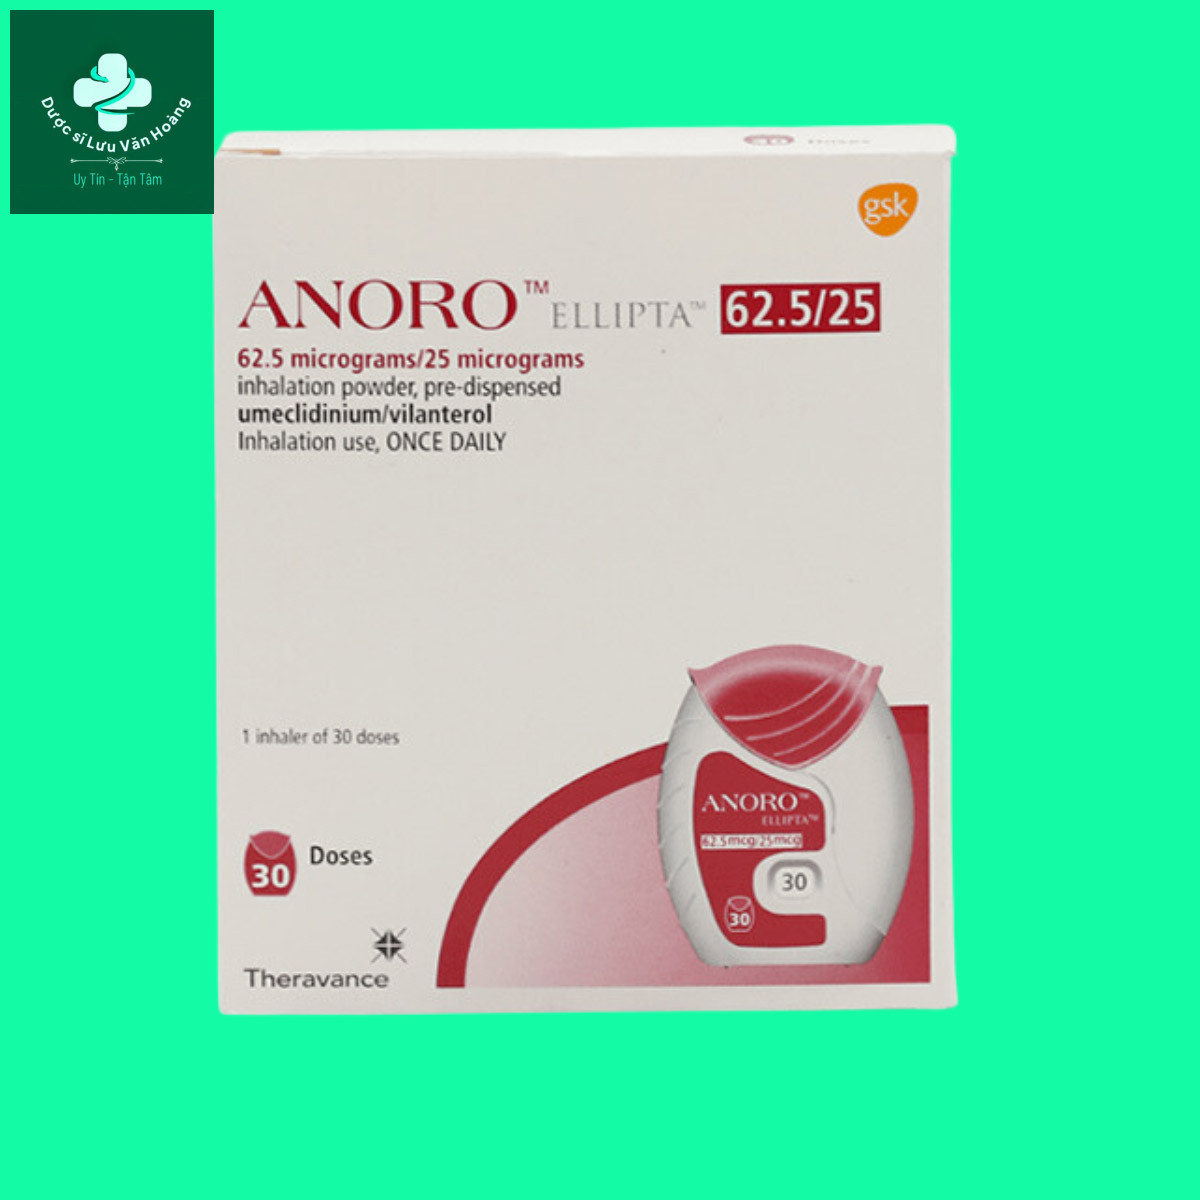 Dược sĩ Lưu Văn Hoàng
Uy Tín - Tận Tâm
30 Doses
gsk
ANORO™ ELLIPTA™ 62.5/25
62.5 micrograms/25 micrograms
inhalation powder, pre-dispensed
umeclidinium/vilanterol
Inhalation use, ONCE DAILY
1 inhaler of 30 doses
ANORO™
ELLIPTA™
62.5mcg/25mcg
30
30
30 Doses
Theravance